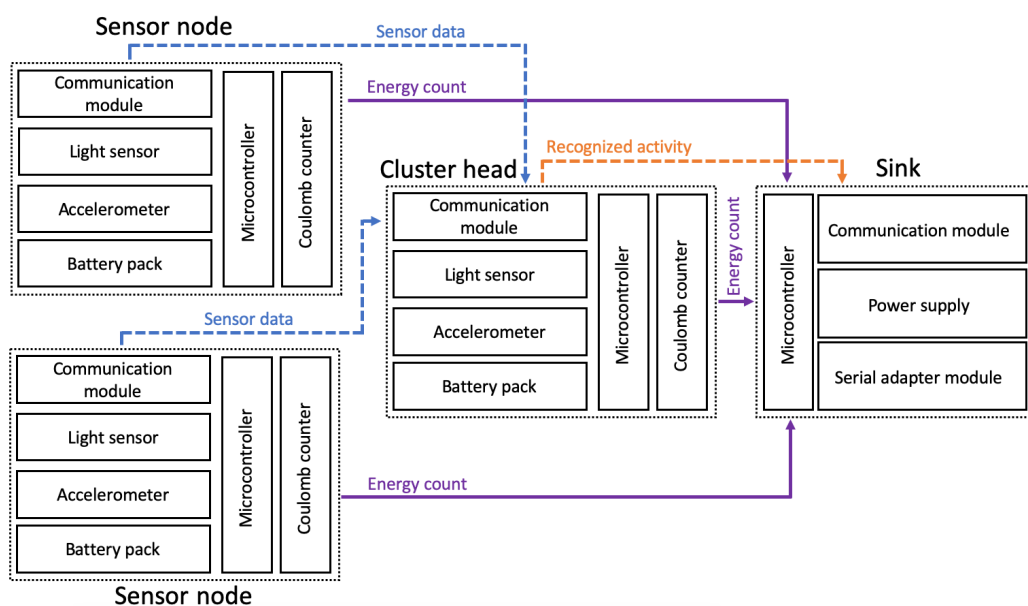 Sensor node
Sensor data
Communication
module
Light sensor
Accelerometer
Battery pack
Microcontroller
Coulomb counter
Energy count
Recognized activity
Cluster head
Communication
module
Light sensor
Accelerometer
Battery pack
Microcontroller
Coulomb counter
Energy count
Sink
Microcontroller
Communication module
Power supply
Serial adapter module
Sensor data
Communication
module
Light sensor
Accelerometer
Battery pack
Microcontroller
Coulomb counter
Energy count
Sensor node